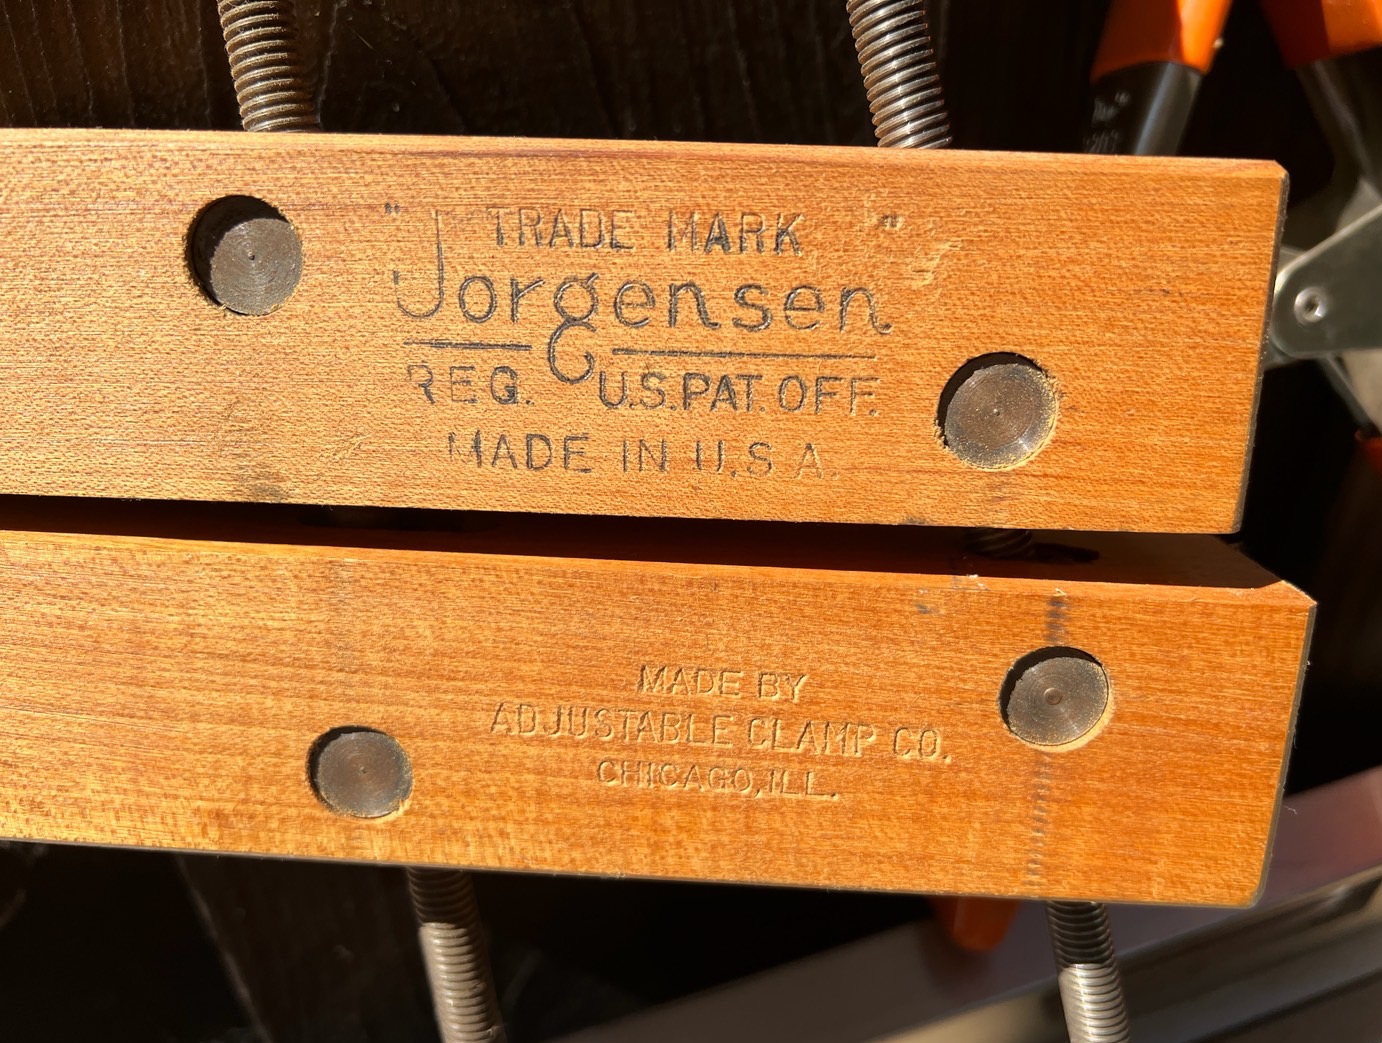 TRADE MARK
"Jorgensen"
REG. U.S.PAT.OFF.
MADE IN U.S.A.
MADE BY
ADJUSTABLE CLAMP CO.
CHICAGO, ILL.